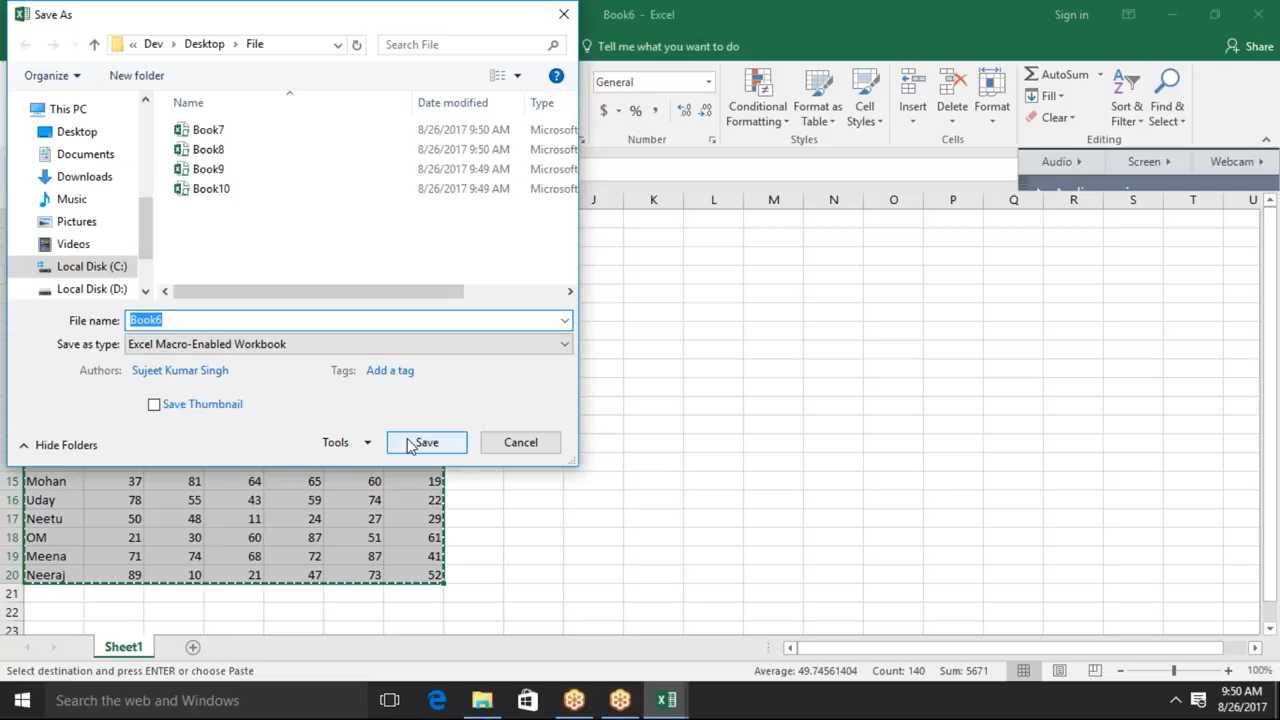 Save As
Book6 - Excel
Sign in
« Dev > Desktop > File
Search File
Tell me what you want to do
Share
Organize
New folder
General
Conditional Formatting
Format as Table
Cell Styles
Insert
Delete
Format
AutoSum
Fill
Clear
Sort & Filter
Find & Select
Number
Styles
Cells
Editing
Name
Date modified
Type
This PC
Desktop
Documents
Downloads
Music
Pictures
Videos
Local Disk (C:)
Local Disk (D:)
Book7 8/26/2017 9:50 AM Microsoft
Book8 8/26/2017 9:50 AM Microsoft
Book9 8/26/2017 9:49 AM Microsoft
Book10 8/26/2017 9:49 AM Microsoft
Audio
Screen
Webcam
J K L M N O P Q R S T U
File name: Book6
Save as type: Excel Macro-Enabled Workbook
Authors: Sujeet Kumar Singh
Tags: Add a tag
Save Thumbnail
Hide Folders
Tools
Save
Cancel
15 Mohan 37 81 64 65 60 19
16 Uday 78 55 43 59 74 22
17 Neetu 50 48 11 24 27 29
18 OM 21 30 60 87 51 61
19 Meena 71 74 68 72 87 41
20 Neeraj 89 10 21 47 73 52
21
22
23
Sheet1
Select destination and press ENTER or choose Paste
Average: 49.74561404 Count: 140 Sum: 5671
100%
Search the web and Windows
9:50 AM
8/26/2017